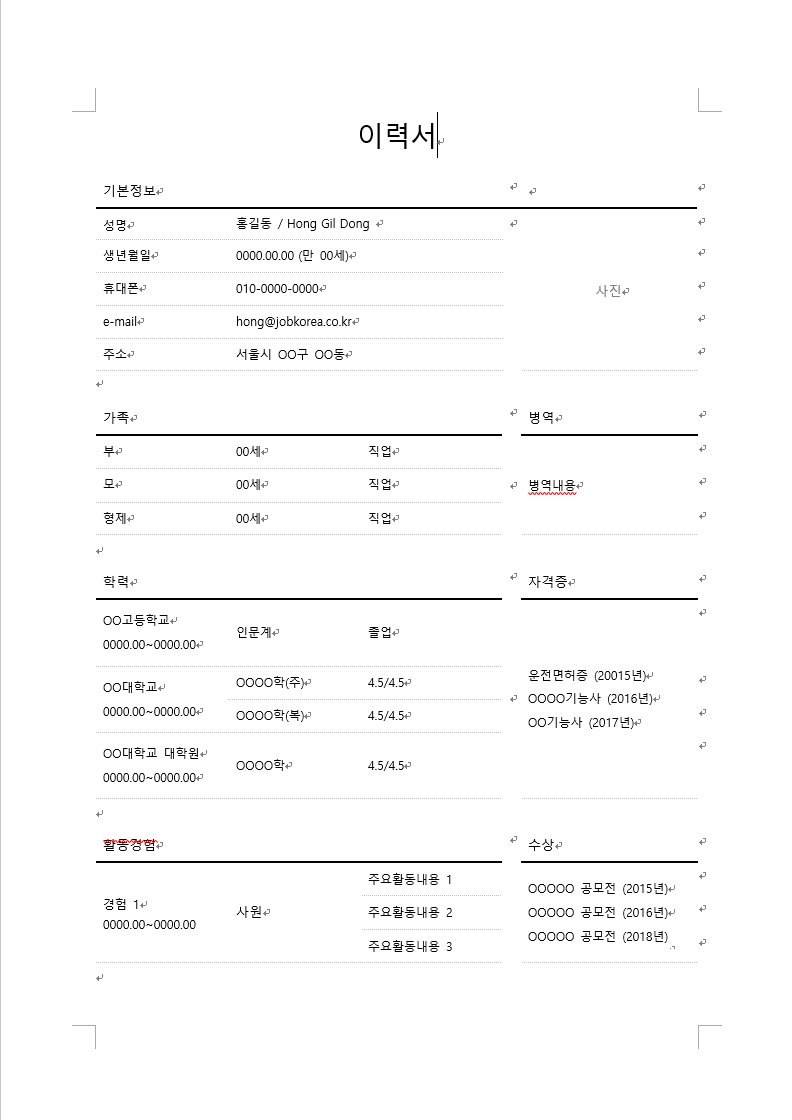 이력서
기본정보
성명 홍길동 / Hong Gil Dong
생년월일 0000.00.00 (만 00세)
휴대폰 010-0000-0000
e-mail hong@jobkorea.co.kr
주소 서울시 OO구 OO동
사진
가족
부 00세 직업
모 00세 직업
형제 00세 직업
병역
병역내용
학력
OO고등학교
0000.00~0000.00
인문계 졸업
OO대학교
0000.00~0000.00
OOOO학(주) 4.5/4.5
OOOO학(복) 4.5/4.5
OO대학교 대학원
0000.00~0000.00
OOOO학 4.5/4.5
자격증
운전면허증 (20015년)
OOOO기능사 (2016년)
OO기능사 (2017년)
활동경험
경험 1
0000.00~0000.00
사원
주요활동내용 1
주요활동내용 2
주요활동내용 3
수상
OOOOO 공모전 (2015년)
OOOOO 공모전 (2016년)
OOOOO 공모전 (2018년)